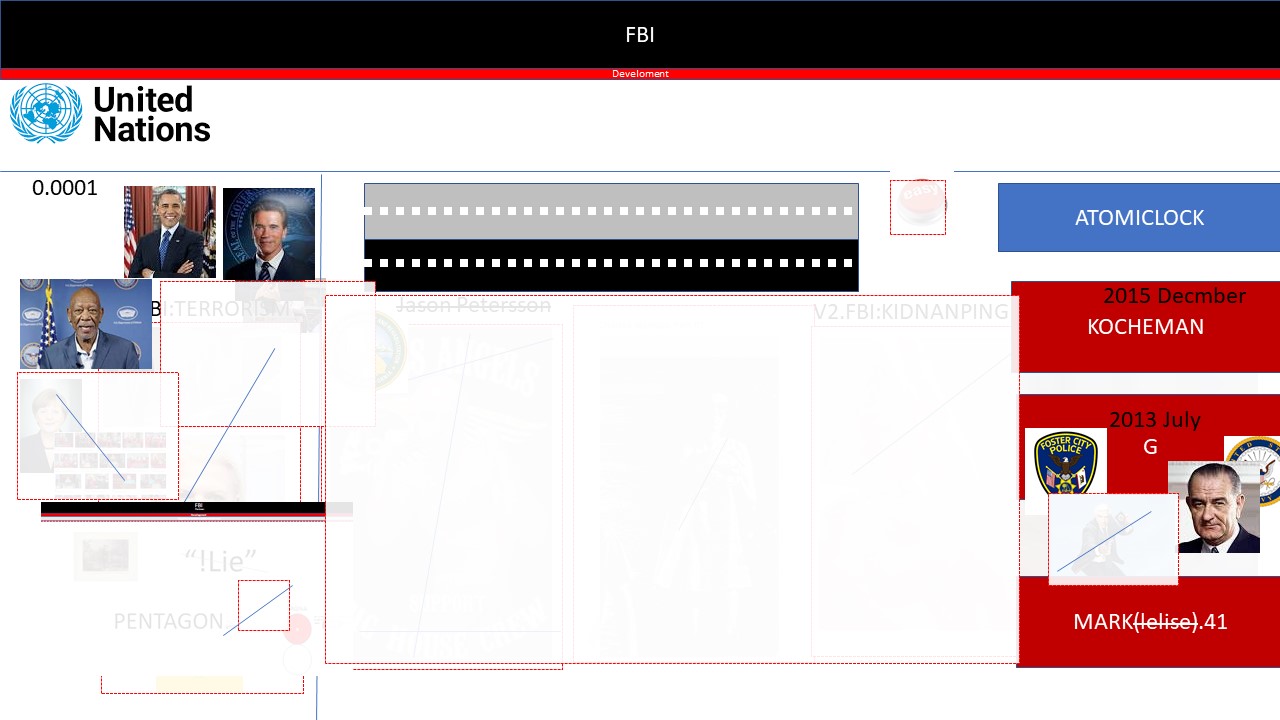 FBI
Develoment
United
Nations
0.0001
easy
ATOMICLOCK
2015 Decmber
BI:TERRORISM
Jason Petersson
V2.FBI:KIDNANPING
KOCHEMAN
2013 July
G
FOSTER CITY
POLICE
FBI
"!Lie"
PENTAGON
MARK(lelise).41